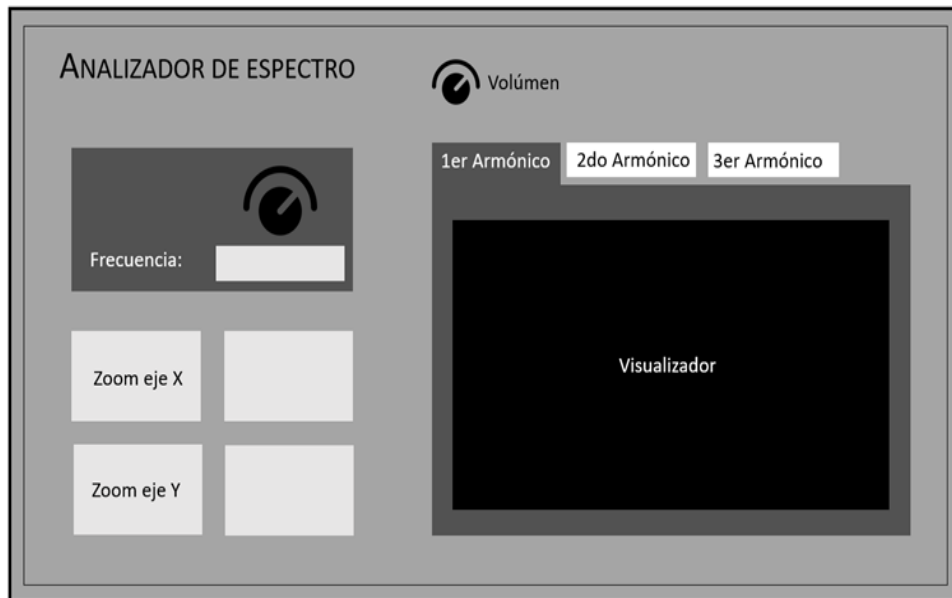 ANALIZADOR DE ESPECTRO
Volúmen
1er Armónico
2do Armónico
3er Armónico
Frecuencia:
Zoom eje X
Visualizador
Zoom eje Y